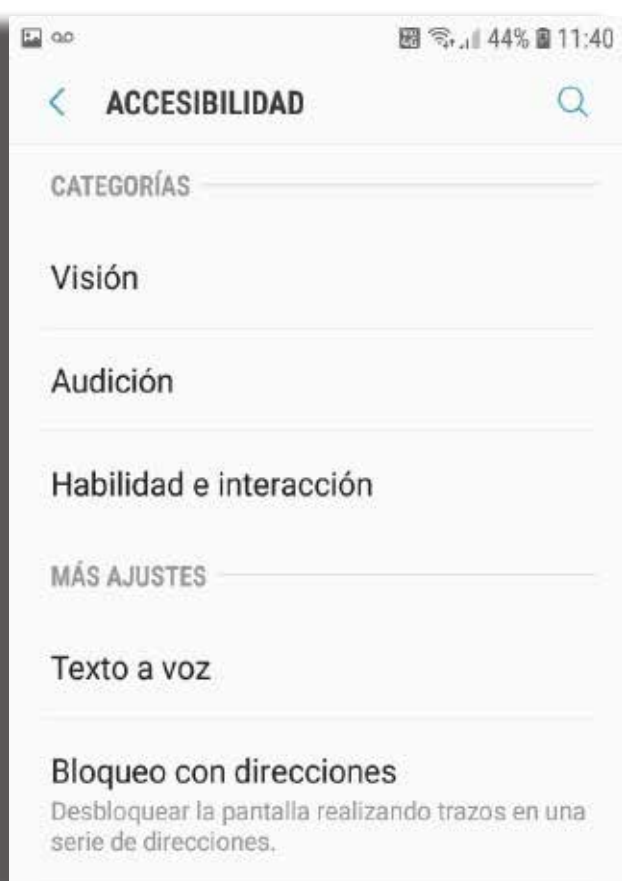 44% 11:40
ACCESIBILIDAD
CATEGORÍAS
Visión
Audición
Habilidad e interacción
MÁS AJUSTES
Texto a voz
Bloqueo con direcciones
Desbloquear la pantalla realizando trazos en una
serie de direcciones.